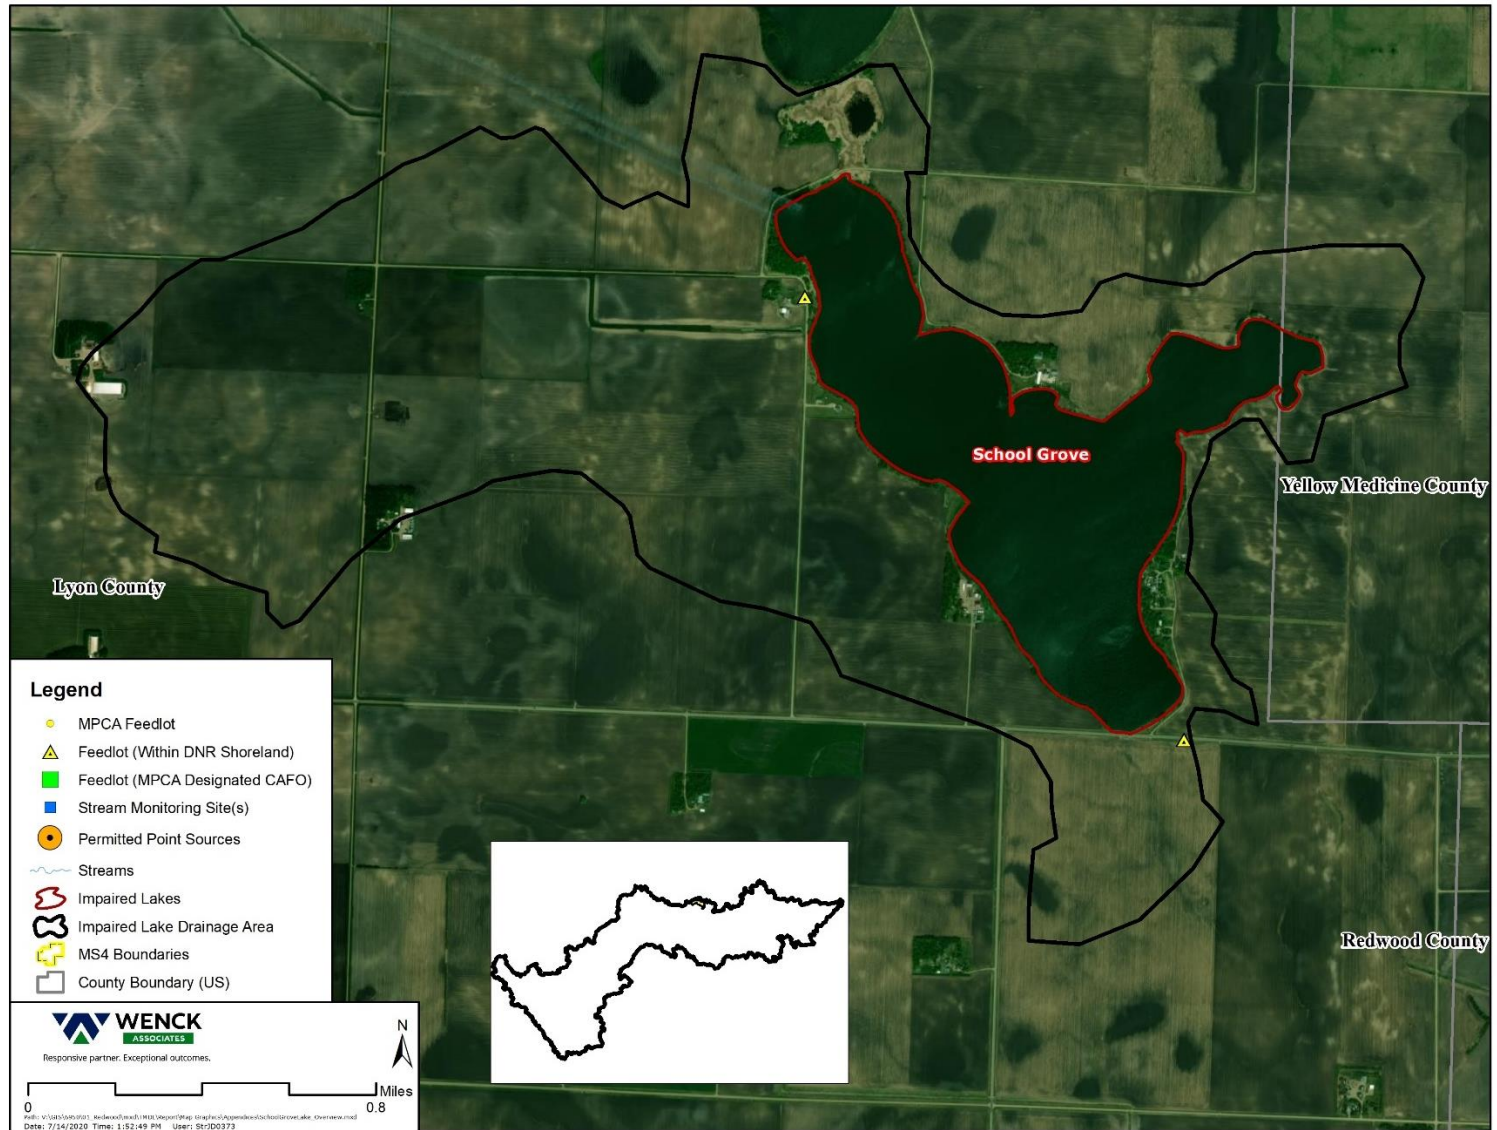 School Grove
Yellow Medicine County
Lyon County
Redwood County
Legend
MPCA Feedlot
Feedlot (Within DNR Shoreland)
Feedlot (MPCA Designated CAFO)
Stream Monitoring Site(s)
Permitted Point Sources
Streams
Impaired Lakes
Impaired Lake Drainage Area
MS4 Boundaries
County Boundary (US)
WENCK
ASSOCIATES
Responsive partner. Exceptional outcomes.
N
Miles
0 0.8
Date: 7/14/2020 Time: 1:52:49 PM User: StrJD0373